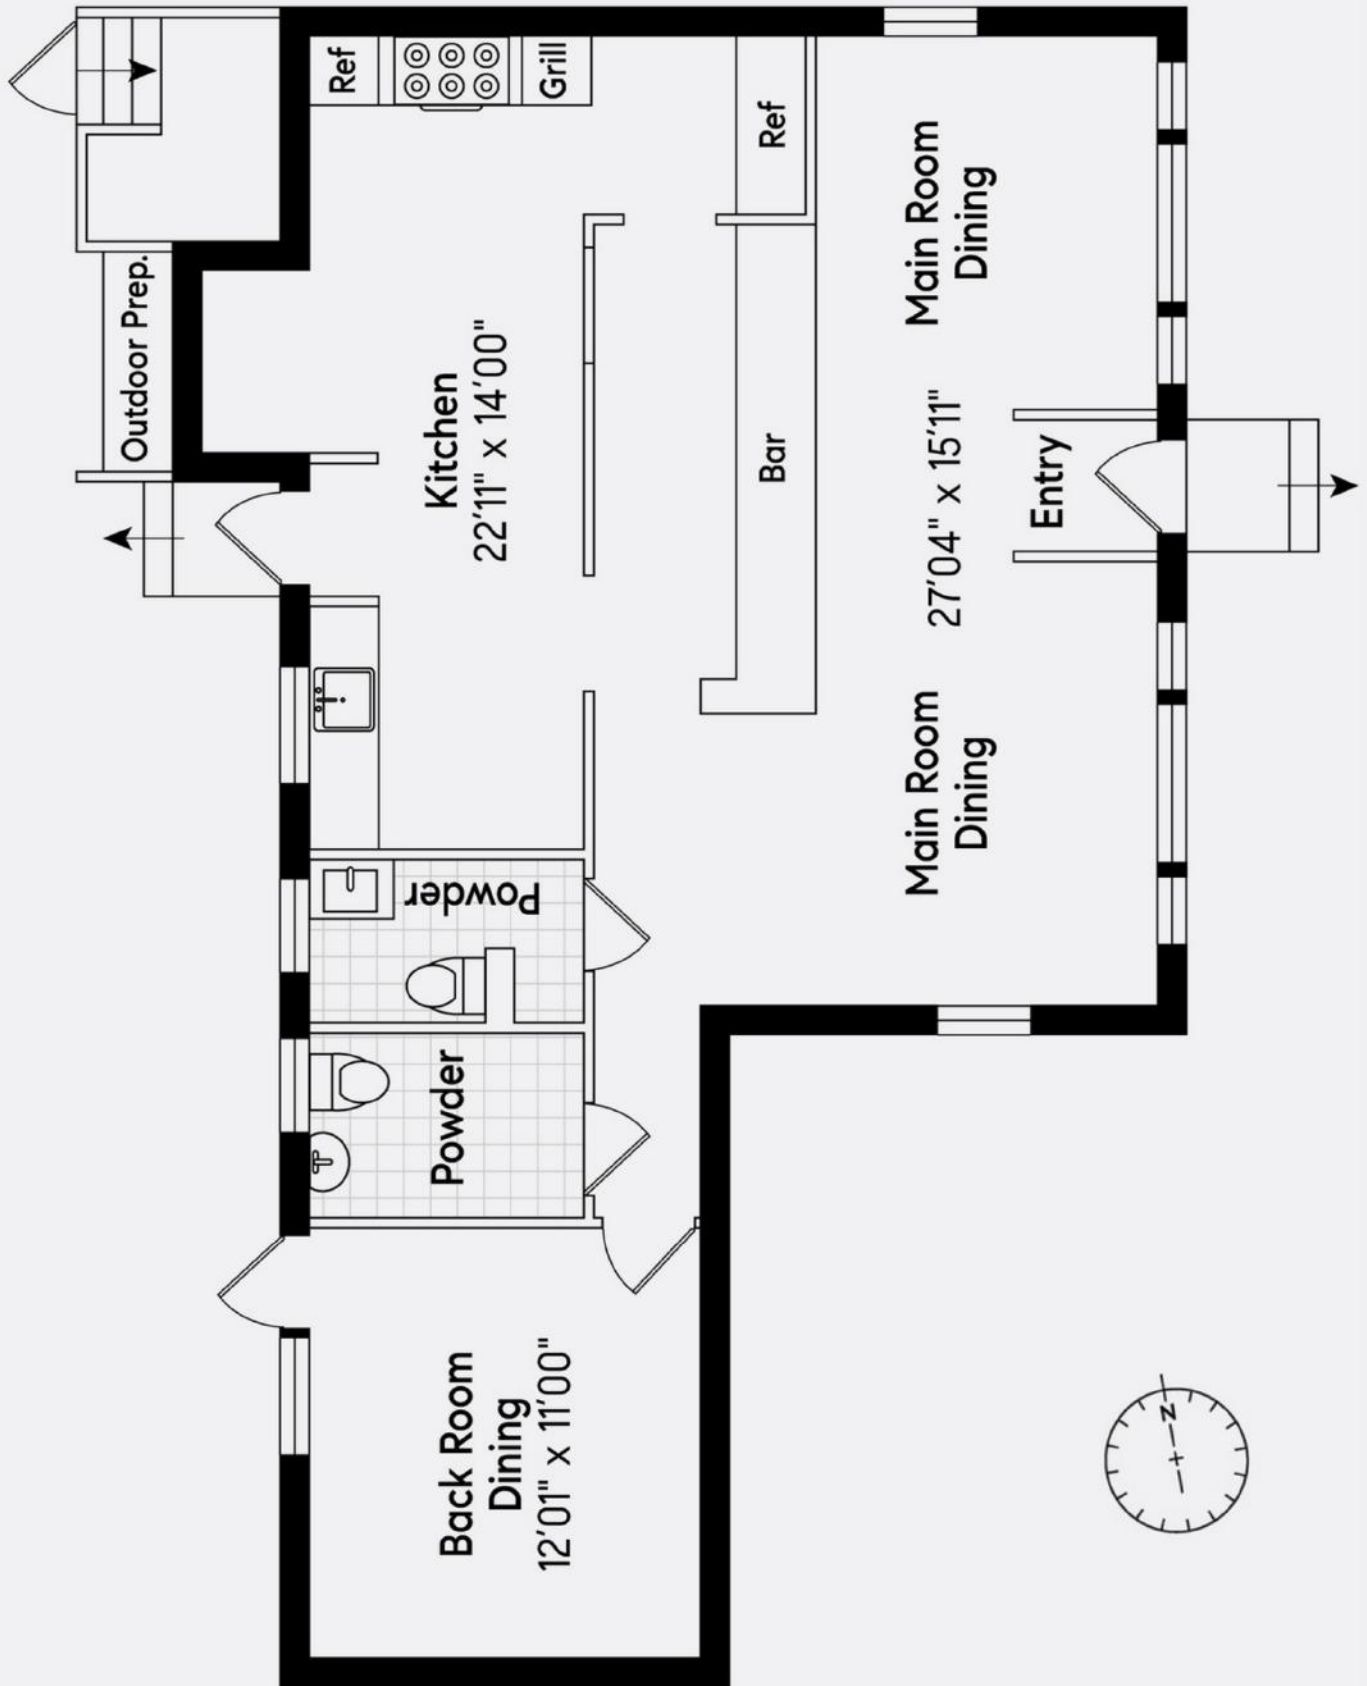 Outdoor Prep.
Ref
Grill
Kitchen
22'11" x 14'00"
Ref
Bar
Main Room
Dining
27'04" x 15'11"
Entry
Main Room
Dining
Powder
Powder
Back Room
Dining
12'01" x 11'00"
N